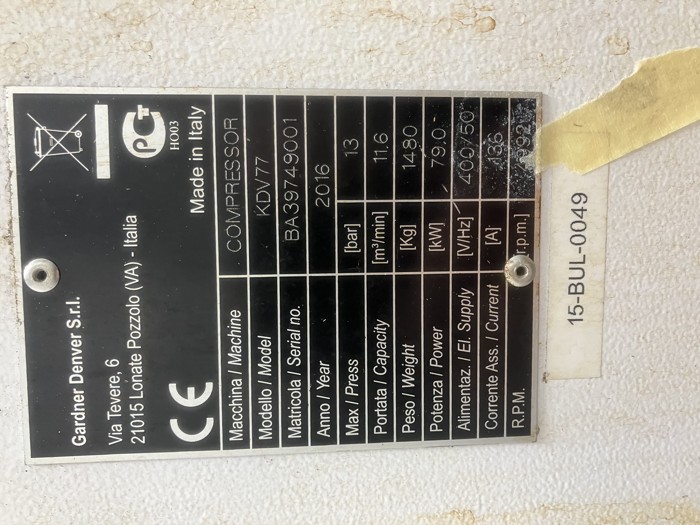 Gardner Denver S.r.l.
Via Tevere, 6
21015 Lonate Pozzolo (VA) - Italia
CE
PCT
HO03
Made in Italy
Macchina / Machine COMPRESSOR
Modello / Model KDV77
Matricola / Serial no. BA39749001
Anno / Year 2016
Max / Press [bar] 13
Portata / Capacity [m³/min] 11.6
Peso / Weight [Kg] 1480
Potenza / Power [kW] 79.0
Alimentaz. / El. Supply [V/Hz] 400/50
Corrente Ass. / Current [A] 136
R.P.M. [r.p.m.]
15-BUL-0049